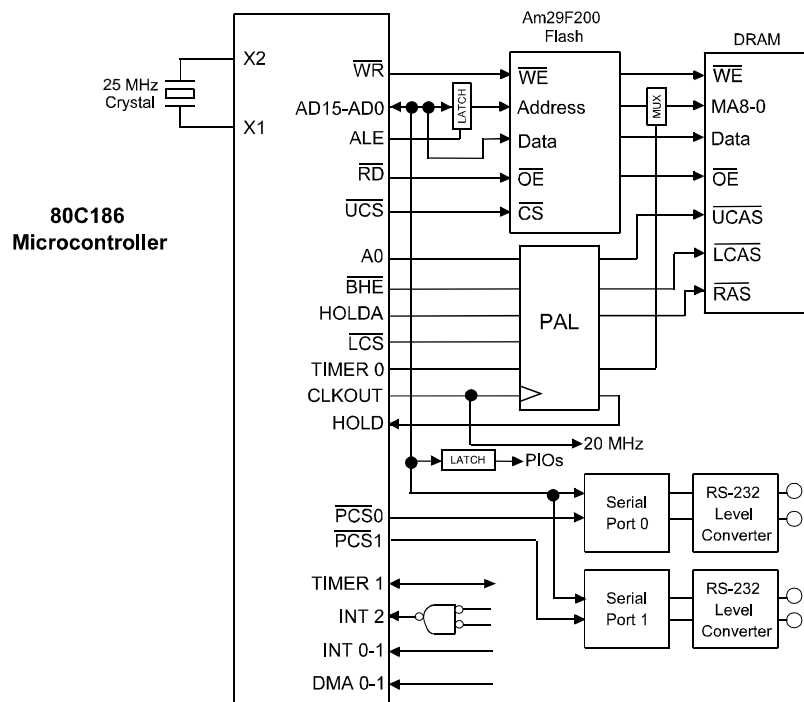 Am29F200
Flash
DRAM
25 MHz
Crystal
X2
X1
80C186
Microcontroller
WR
AD15-AD0
ALE
RD
UCS
A0
BHE
HOLDA
LCS
TIMER 0
CLKOUT
HOLD
PCS0
PCS1
TIMER 1
INT 2
INT 0-1
DMA 0-1
LATCH
WE
Address
Data
OE
CS
MUX
WE
MA8-0
Data
OE
UCAS
LCAS
RAS
PAL
20 MHz
LATCH
PIOs
Serial
Port 0
RS-232
Level
Converter
Serial
Port 1
RS-232
Level
Converter